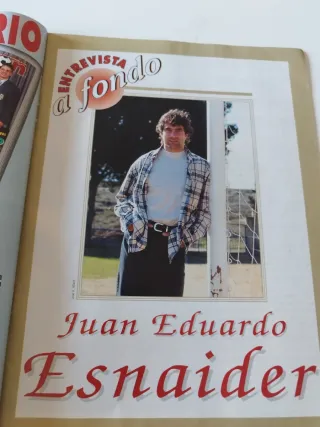 RIO
ENTREVISTA
a fondo
Juan Eduardo
Esnaider